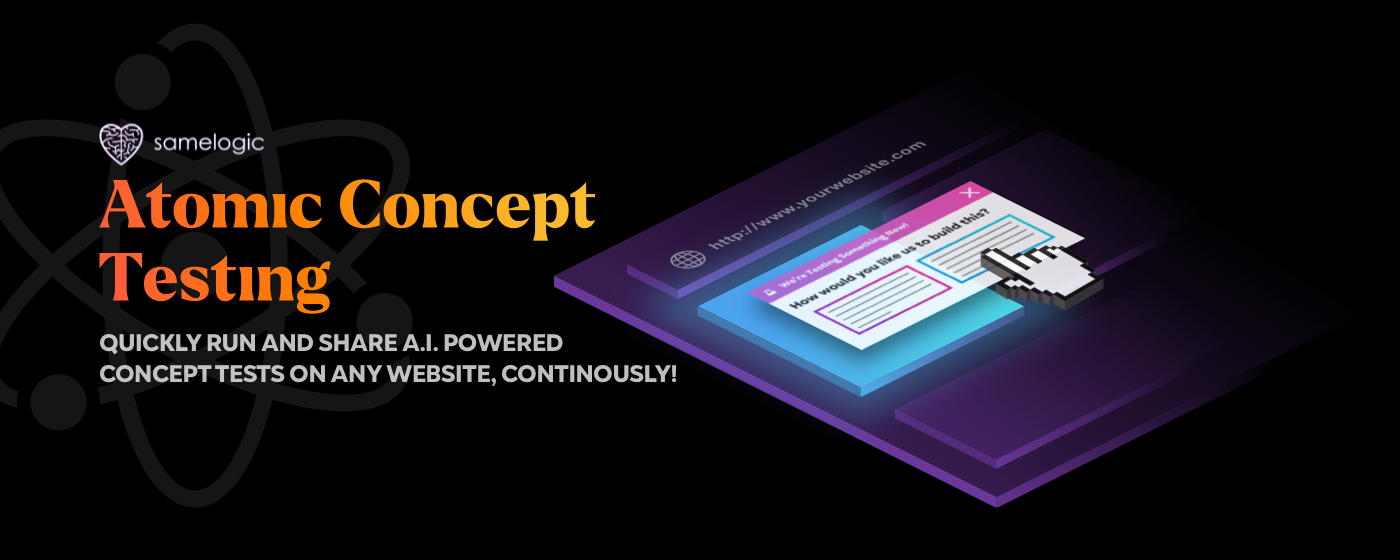 samelogic
Atomic Concept
Testing
QUICKLY RUN AND SHARE A.I. POWERED
CONCEPT TESTS ON ANY WEBSITE, CONTINOUSLY!
http://www.yourwebsite.com
We're Testing Something New!
How would you like us to build this?